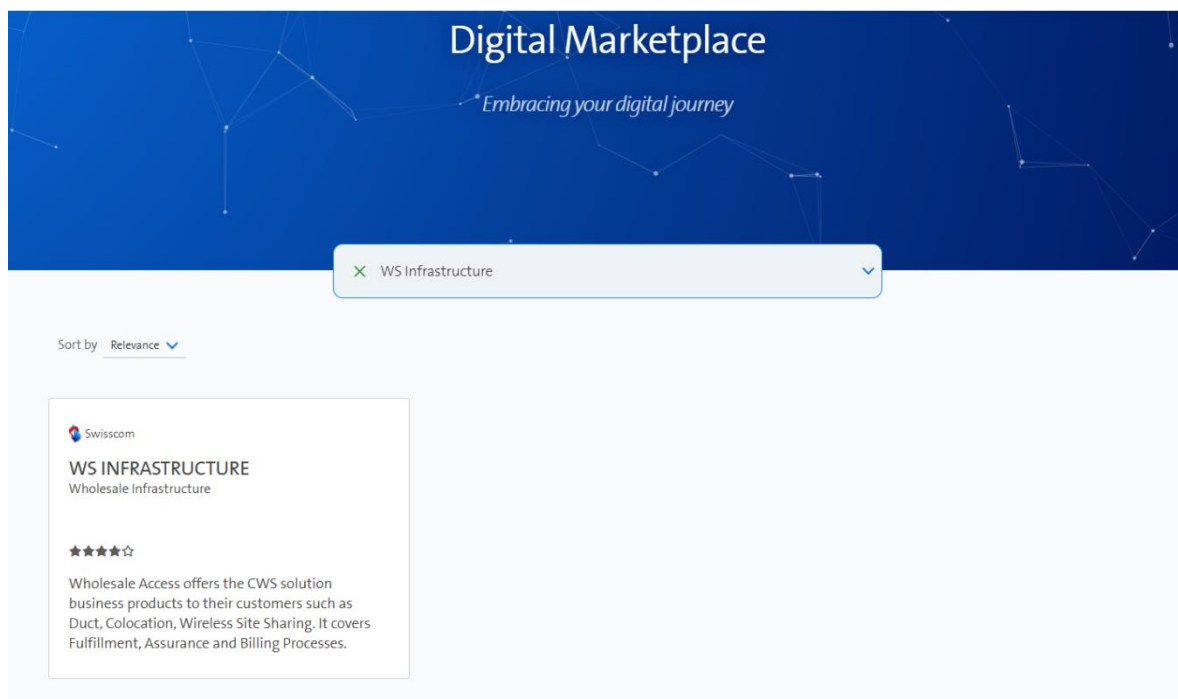 Digital Marketplace
Embracing your digital journey
WS Infrastructure
Sort by Relevance
Swisscom
WS INFRASTRUCTURE
Wholesale Infrastructure
Wholesale Access offers the CWS solution
business products to their customers such as
Duct, Colocation, Wireless Site Sharing. It covers
Fulfillment, Assurance and Billing Processes.